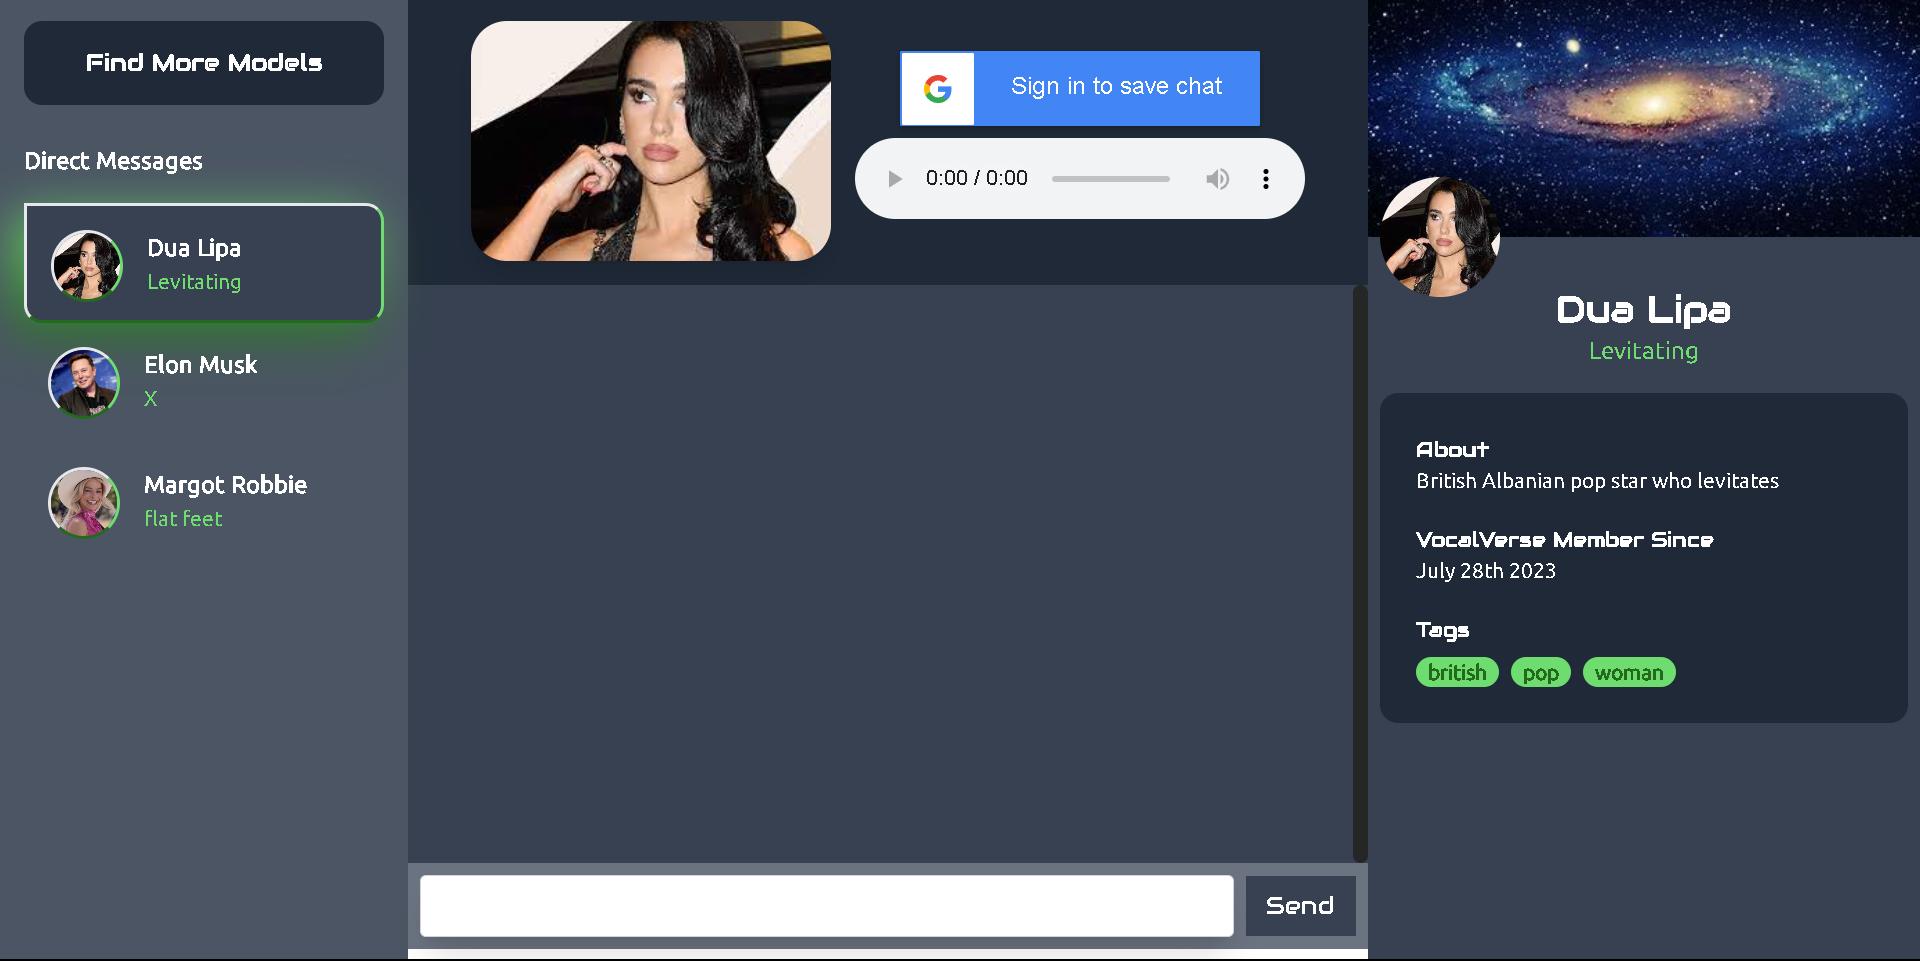 Find More Models
Direct Messages
Dua Lipa
Levitating
Elon Musk
X
Margot Robbie
flat feet
Sign in to save chat
0:00 / 0:00
Send
Dua Lipa
Levitating
About
British Albanian pop star who levitates
VocalVerse Member Since
July 28th 2023
Tags
british pop woman